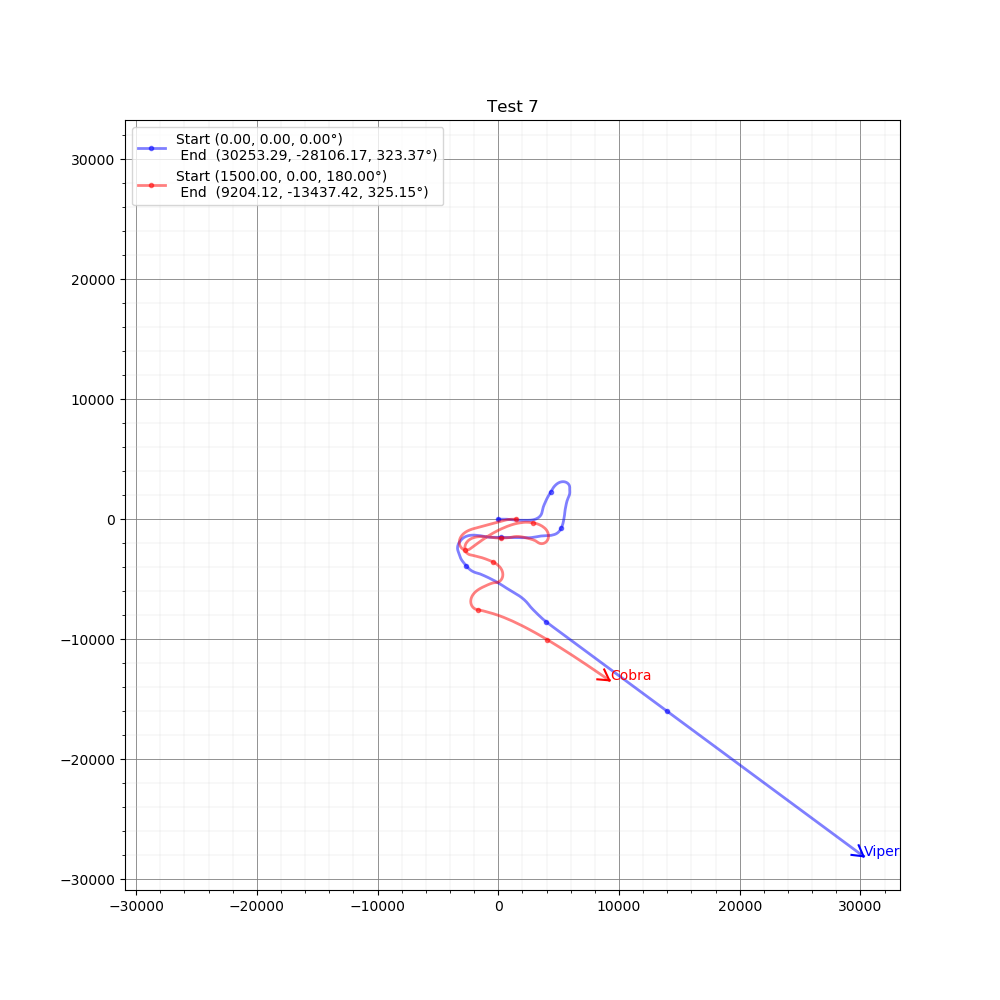 Test 7
Start (0.00, 0.00, 0.00°)
End  (30253.29, -28106.17, 323.37°)
Start (1500.00, 0.00, 180.00°)
End  (9204.12, -13437.42, 325.15°)
30000
20000
10000
0
−10000
−20000
−30000
Cobra
Viper
−30000 −20000 −10000 0 10000 20000 30000